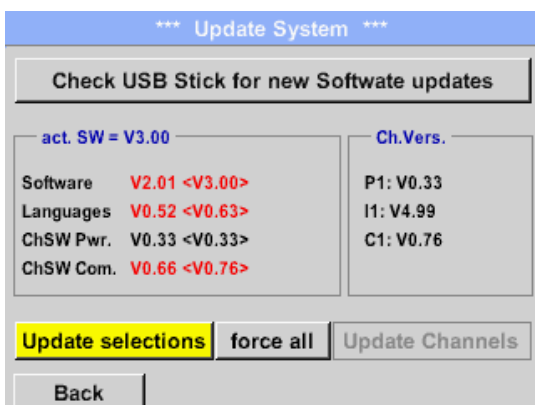 *** Update System ***
Check USB Stick for new Softwate updates
act. SW = V3.00
Software V2.01 <V3.00>
Languages V0.52 <V0.63>
ChSW Pwr. V0.33 <V0.33>
ChSW Com. V0.66 <V0.76>
Ch.Vers.
P1: V0.33
I1: V4.99
C1: V0.76
Update selections force all Update Channels
Back